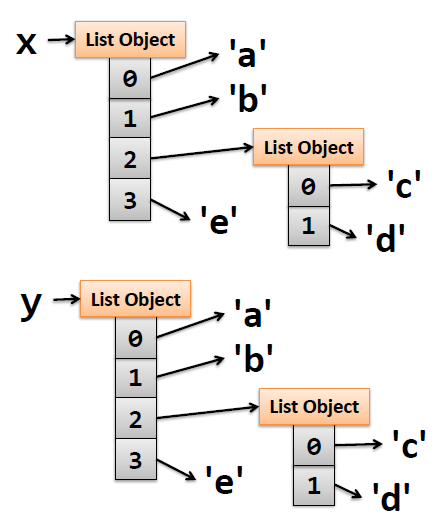 x List Object
0 'a'
1 'b'
2 List Object
0 'c'
3 'e'
1 'd'
y List Object
0 'a'
1 'b'
2 List Object
0 'c'
3 'e'
1 'd'